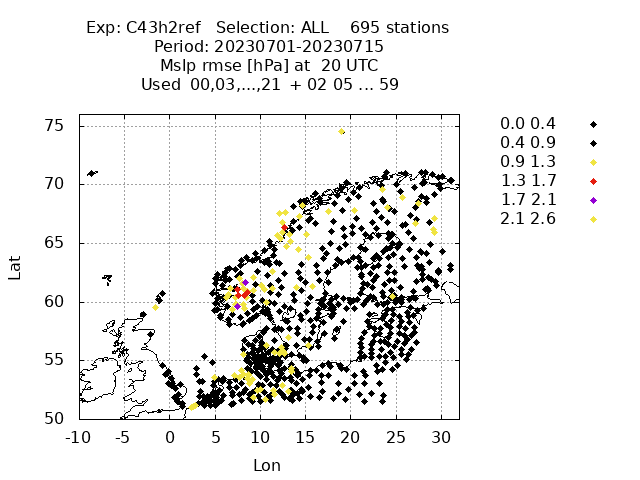 Exp: C43h2ref   Selection: ALL    695 stations
Period: 20230701-20230715
Mslp rmse [hPa] at  20 UTC
Used  00,03,...,21  + 02 05 ... 59
75
70
65
60
55
50
-10 -5 0 5 10 15 20 25 30
Lat
Lon
0.0 0.4
0.4 0.9
0.9 1.3
1.3 1.7
1.7 2.1
2.1 2.6